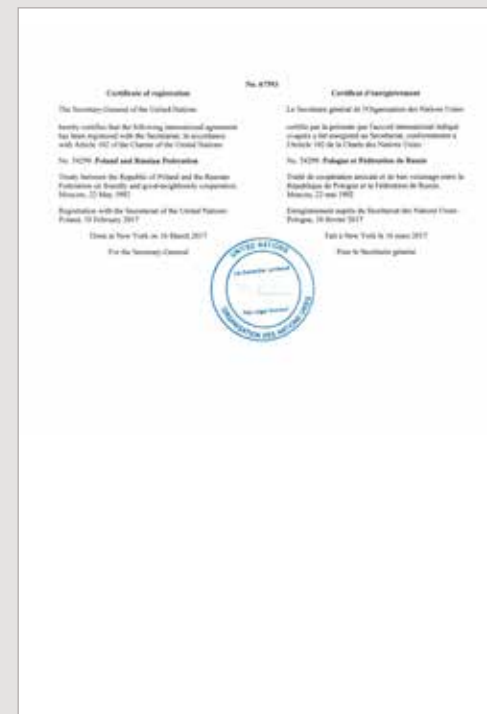 No. 67593
Certificate of registration
The Secretary-General of the United Nations
hereby certifies that the following international agreement
has been registered with the Secretariat, in accordance
with Article 102 of the Charter of the United Nations
No. 54299. Poland and Russian Federation
Treaty between the Republic of Poland and the Russian
Federation on friendly and good-neighbourly cooperation.
Moscow, 22 May 1992
Registration with the Secretariat of the United Nations:
Poland, 10 February 2017
Done at New York on 16 March 2017
For the Secretary-General
Certificat d'enregistrement
Le Secrétaire général de l'Organisation des Nations Unies
certifie par la présente que l'accord international indiqué
ci-après a été enregistré au Secrétariat, conformément à
l'Article 102 de la Charte des Nations Unies
No. 54299. Pologne et Fédération de Russie
Traité de coopération amicale et de bon voisinage entre la
République de Pologne et la Fédération de Russie.
Moscou, 22 mai 1992
Enregistrement auprès du Secrétariat des Nations Unies :
Pologne, 10 février 2017
Fait à New York le 16 mars 2017
Pour le Secrétaire général
UNITED NATIONS
ORGANISATION DES NATIONS UNIES